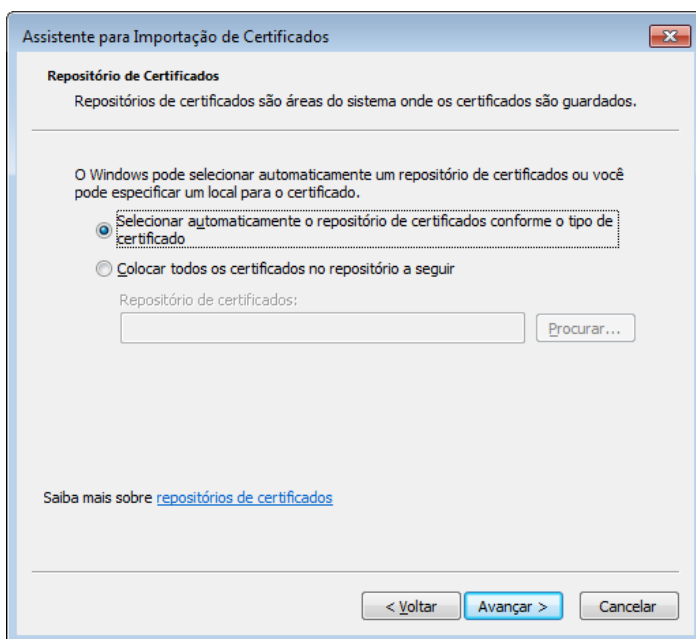 Assistente para Importação de Certificados
Repositório de Certificados
Repositórios de certificados são áreas do sistema onde os certificados são guardados.
O Windows pode selecionar automaticamente um repositório de certificados ou você
pode especificar um local para o certificado.
Selecionar automaticamente o repositório de certificados conforme o tipo de
certificado
Colocar todos os certificados no repositório a seguir
Repositório de certificados:
Procurar...
Saiba mais sobre repositórios de certificados
< Voltar
Avançar >
Cancelar